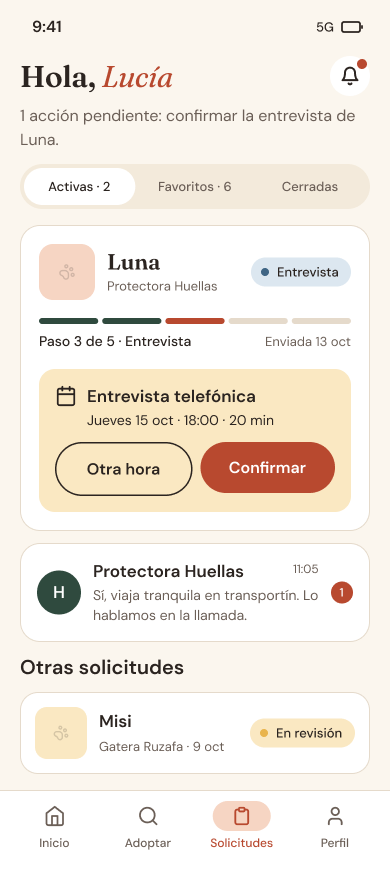 9:41
5G
Hola, Lucía
1 acción pendiente: confirmar la entrevista de
Luna.
Activas · 2
Favoritos · 6
Cerradas
Luna
Protectora Huellas
Entrevista
Paso 3 de 5 · Entrevista
Enviada 13 oct
Entrevista telefónica
Jueves 15 oct · 18:00 · 20 min
Otra hora
Confirmar
H
Protectora Huellas
11:05
Sí, viaja tranquila en transportín. Lo
hablamos en la llamada.
1
Otras solicitudes
Misi
Gatera Ruzafa · 9 oct
En revisión
Inicio
Adoptar
Solicitudes
Perfil